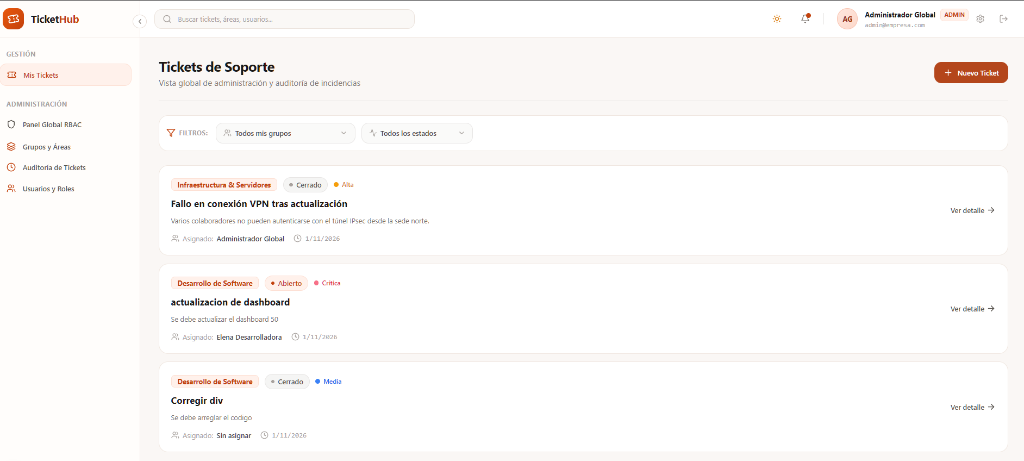 TicketHub
Buscar tickets, áreas, usuarios...
AG
Administrador Global ADMIN
admin@empresa.com
GESTIÓN
Mis Tickets
ADMINISTRACIÓN
Panel Global RBAC
Grupos y Áreas
Auditoría de Tickets
Usuarios y Roles
Tickets de Soporte
Vista global de administración y auditoría de incidencias
Nuevo Ticket
FILTROS: Todos mis grupos Todos los estados
Infraestructura & Servidores Cerrado Alta
Fallo en conexión VPN tras actualización
Varios colaboradores no pueden autenticarse con el túnel IPsec desde la sede norte.
Asignado: Administrador Global 1/11/2026
Ver detalle
Desarrollo de Software Abierto Crítica
actualizacion de dashboard
Se debe actualizar el dashboard 50
Asignado: Elena Desarrolladora 1/11/2026
Ver detalle
Desarrollo de Software Cerrado Media
Corregir div
Se debe arreglar el codigo
Asignado: Sin asignar 1/11/2026
Ver detalle